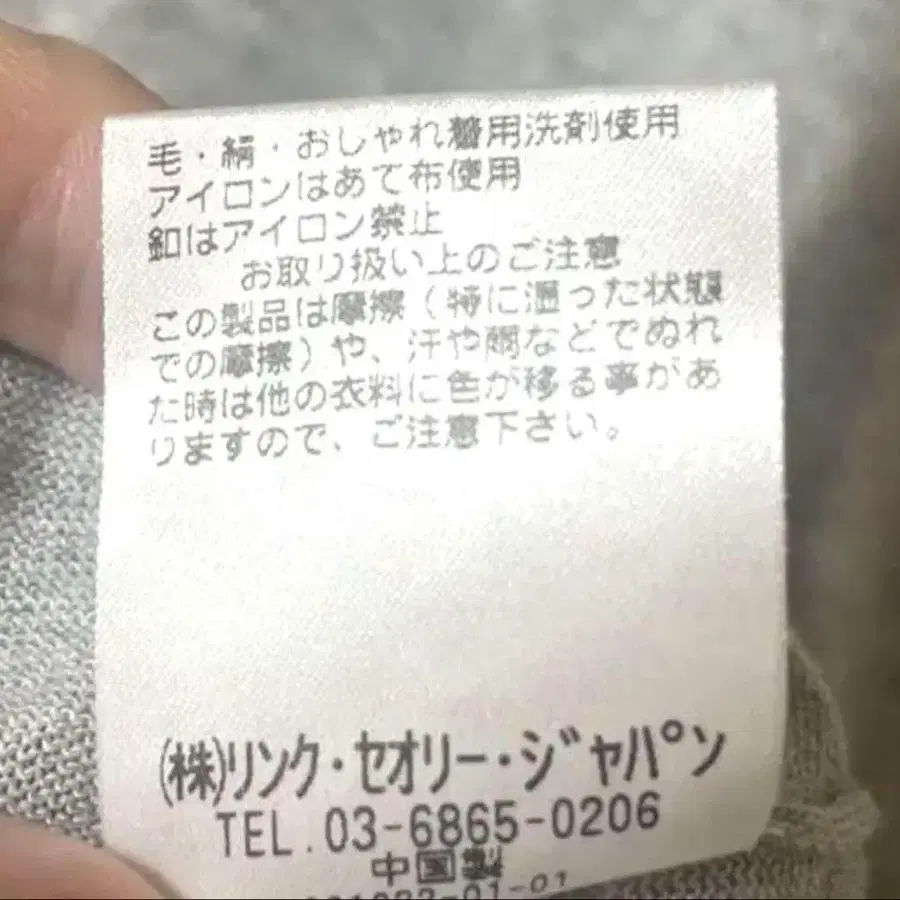 毛・絹・おしゃれ着用洗剤使用
アイロンはあて布使用
釦はアイロン禁止
お取り扱い上のご注意
この製品は摩擦(特に湿った状態
での摩擦)や、汗や雨などでぬれ
た時は他の衣料に色が移る事があ
りますので、ご注意下さい。
(株)リンク・セオリー・ジャパン
TEL.03-6865-0206
中国製